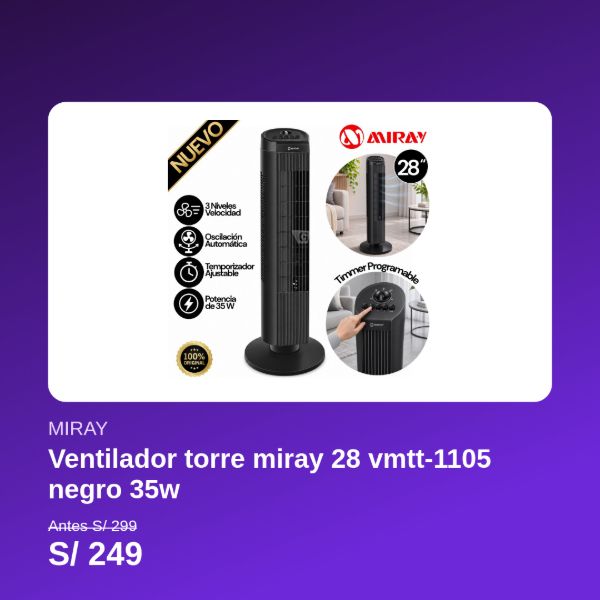 NUEVO
MIRAY
28"
3 Niveles
Velocidad
Oscilación
Automática
Temporizador
Ajustable
Potencia
de 35 W
Timmer Programable
100%
ORIGINAL
MIRAY
Ventilador torre miray 28 vmtt-1105
negro 35w
Antes S/ 299
S/ 249